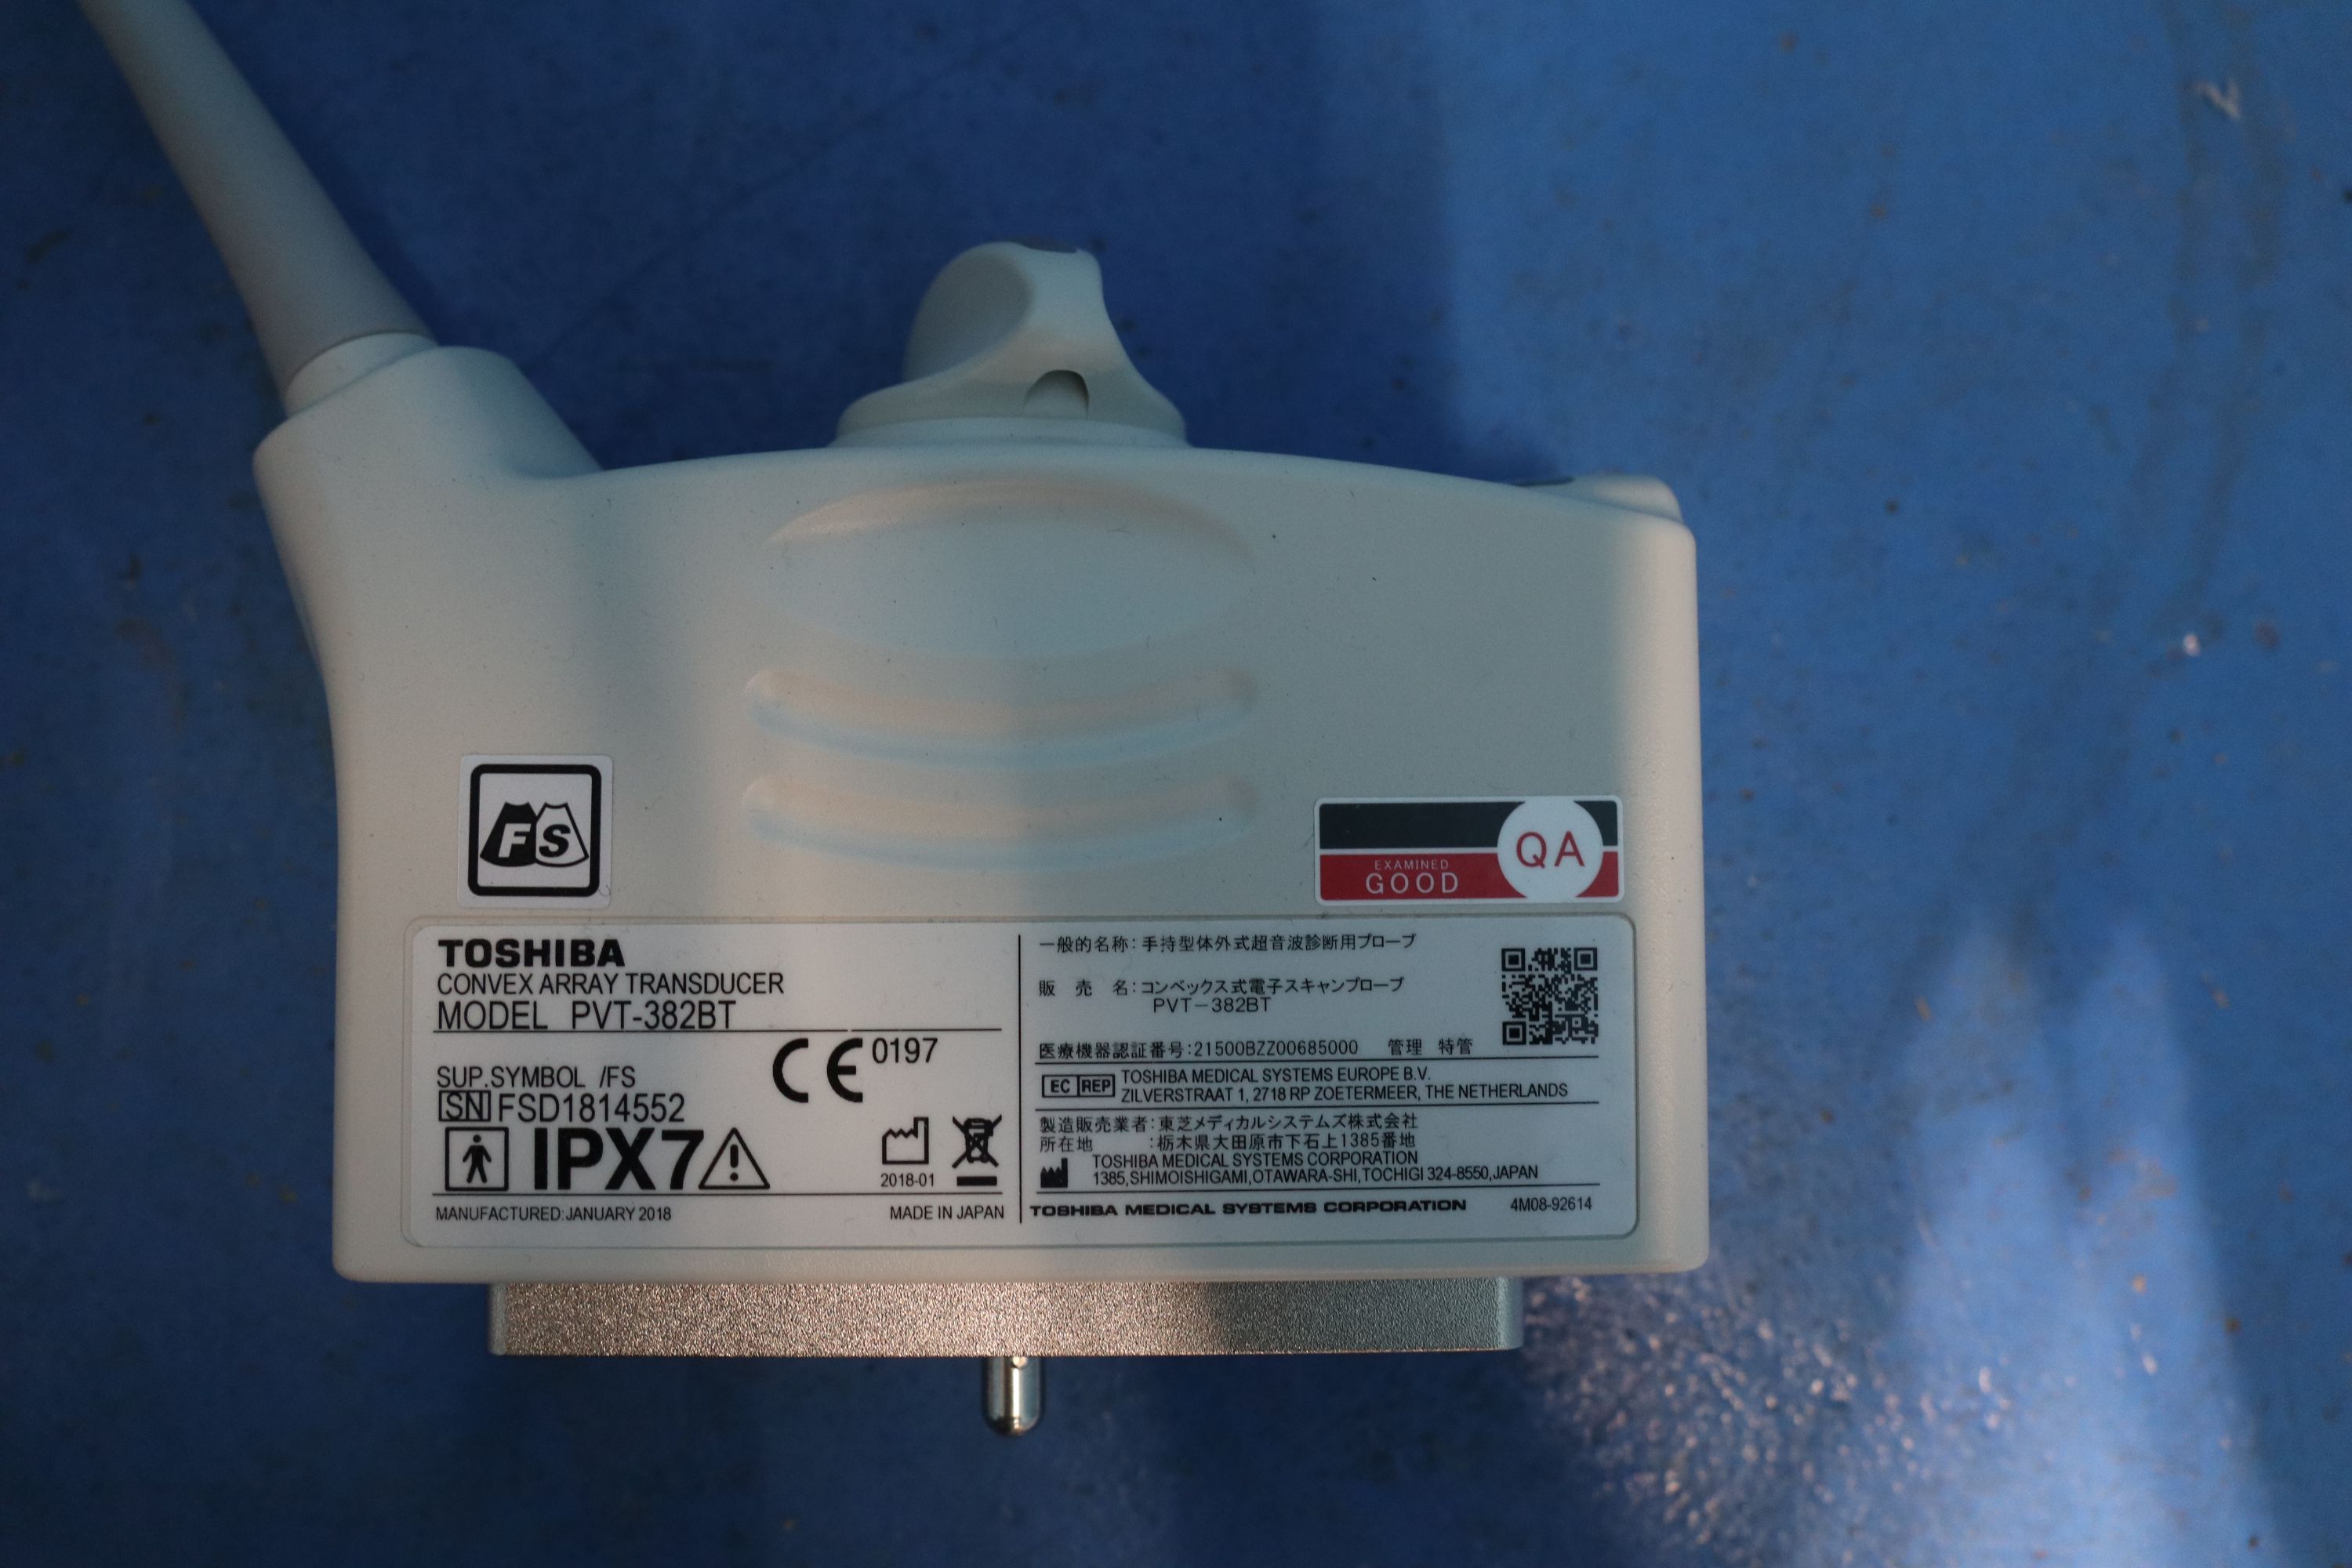 FS
EXAMINED
GOOD
QA
TOSHIBA
CONVEX ARRAY TRANSDUCER
MODEL PVT-382BT
CE 0197
SUP.SYMBOL /FS
SN FSD1814552
IPX7
2018-01
MANUFACTURED:JANUARY 2018
MADE IN JAPAN
一般的名称:手持型体外式超音波診断用プローブ
販 売 名:コンベックス式電子スキャンプローブ
PVT-382BT
医療機器認証番号:21500BZZ00685000 管理 特管
EC REP TOSHIBA MEDICAL SYSTEMS EUROPE B.V.
ZILVERSTRAAT 1, 2718 RP ZOETERMEER, THE NETHERLANDS
製造販売業者:東芝メディカルシステムズ株式会社
所在地 :栃木県大田原市下石上1385番地
TOSHIBA MEDICAL SYSTEMS CORPORATION
1385,SHIMOISHIGAMI,OTAWARA-SHI,TOCHIGI 324-8550,JAPAN
TOSHIBA MEDICAL SYSTEMS CORPORATION
4M08-92614